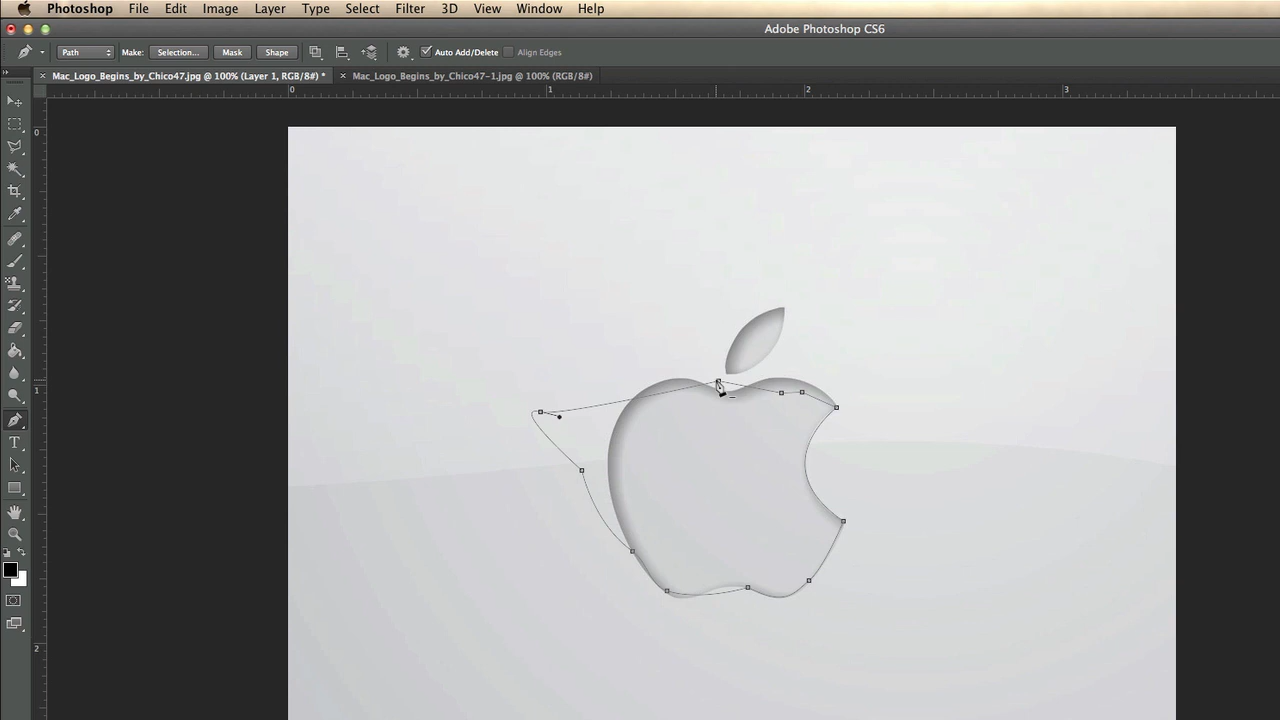 Photoshop File Edit Image Layer Type Select Filter 3D View Window Help
Adobe Photoshop CS6
Path Make: Selection... Mask Shape Auto Add/Delete Align Edges
Mac_Logo_Begins_by_Chico47.jpg @ 100% (Layer 1, RGB/8#) * Mac_Logo_Begins_by_Chico47-1.jpg @ 100% (RGB/8#)
0 1 2 3
0
1
2